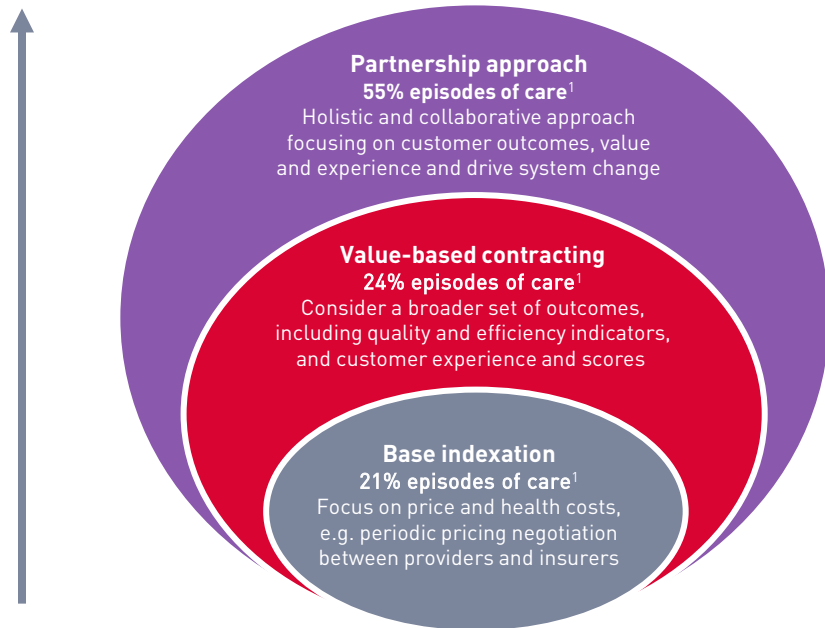 Partnership approach
55% episodes of care¹
Holistic and collaborative approach
focusing on customer outcomes, value
and experience and drive system change
Value-based contracting
24% episodes of care¹
Consider a broader set of outcomes,
including quality and efficiency indicators,
and customer experience and scores
Base indexation
21% episodes of care¹
Focus on price and health costs,
e.g. periodic pricing negotiation
between providers and insurers